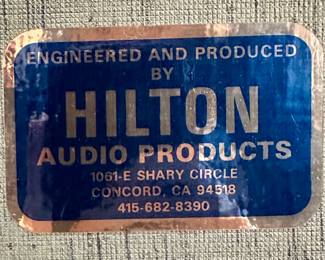 ENGINEERED AND PRODUCED
BY
HILTON
AUDIO PRODUCTS
1061-E SHARY CIRCLE
CONCORD, CA 94518
415-682-8390